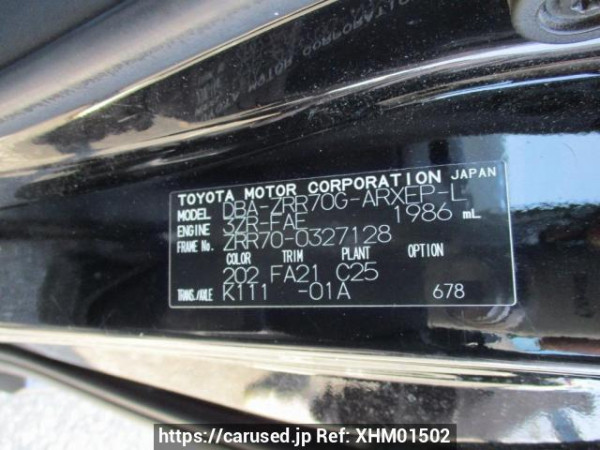 TOYOTA MOTOR CORPORATION JAPAN
MODEL DBA-ZRR70G-ARXEP-L
ENGINE 3ZR-FAE 1986 mL
FRAME No. ZRR70-0327128
COLOR TRIM PLANT OPTION
202 FA21 C25
TRANS./AXLE K111 -01A 678
https://carused.jp Ref: XHM01502